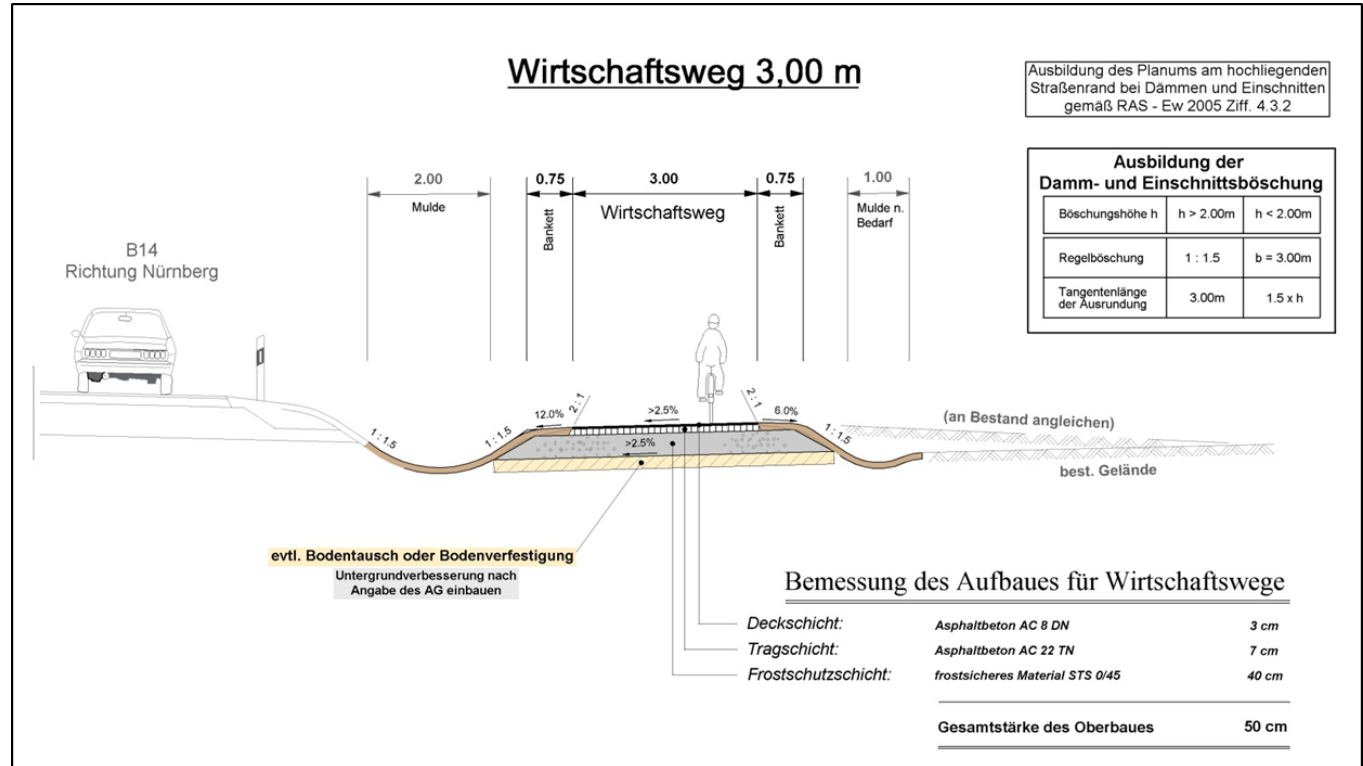 Wirtschaftsweg 3,00 m
Ausbildung des Planums am hochliegenden
Straßenrand bei Dämmen und Einschnitten
gemäß RAS - Ew 2005 Ziff. 4.3.2
Ausbildung der
Damm- und Einschnittsböschung
Böschungshöhe h h > 2.00m h < 2.00m
Regelböschung 1 : 1.5 b = 3.00m
Tangentenlänge
der Ausrundung 3.00m 1.5 x h
2.00 0.75 3.00 0.75 1.00
Mulde
Bankett
Wirtschaftsweg
Bankett
Mulde n.
Bedarf
B14
Richtung Nürnberg
1 : 1.5
1 : 1.5
12.0%
2 : 1
>2.5%
>2.5%
2 : 1
6.0%
1 : 1.5
(an Bestand angleichen)
best. Gelände
evtl. Bodentausch oder Bodenverfestigung
Untergrundverbesserung nach
Angabe des AG einbauen
Bemessung des Aufbaues für Wirtschaftswege
Deckschicht: Asphaltbeton AC 8 DN 3 cm
Tragschicht: Asphaltbeton AC 22 TN 7 cm
Frostschutzschicht: frostsicheres Material STS 0/45 40 cm
Gesamtstärke des Oberbaues 50 cm